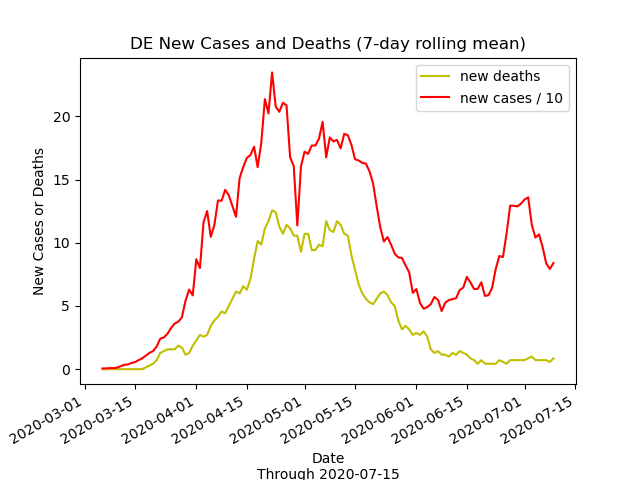 DE New Cases and Deaths (7-day rolling mean)
new deaths
new cases / 10
New Cases or Deaths
20
15
10
5
0
2020-03-01
2020-03-15
2020-04-01
2020-04-15
2020-05-01
2020-05-15
2020-06-01
2020-06-15
2020-07-01
2020-07-15
Date
Through 2020-07-15